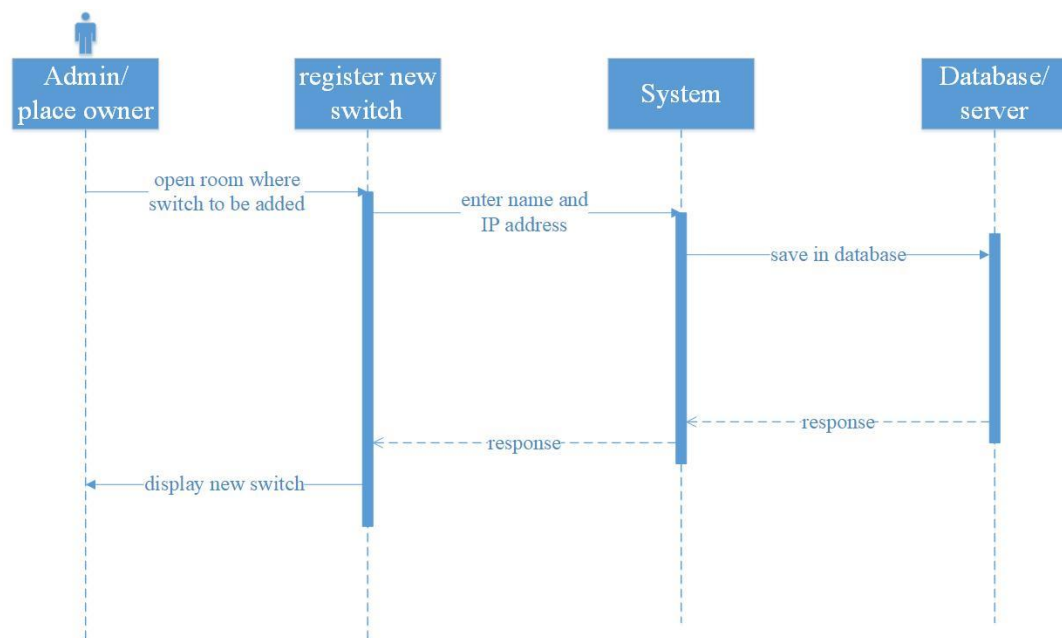 Admin/
place owner
register new
switch
System
Database/
server
open room where
switch to be added
enter name and
IP address
save in database
response
response
display new switch